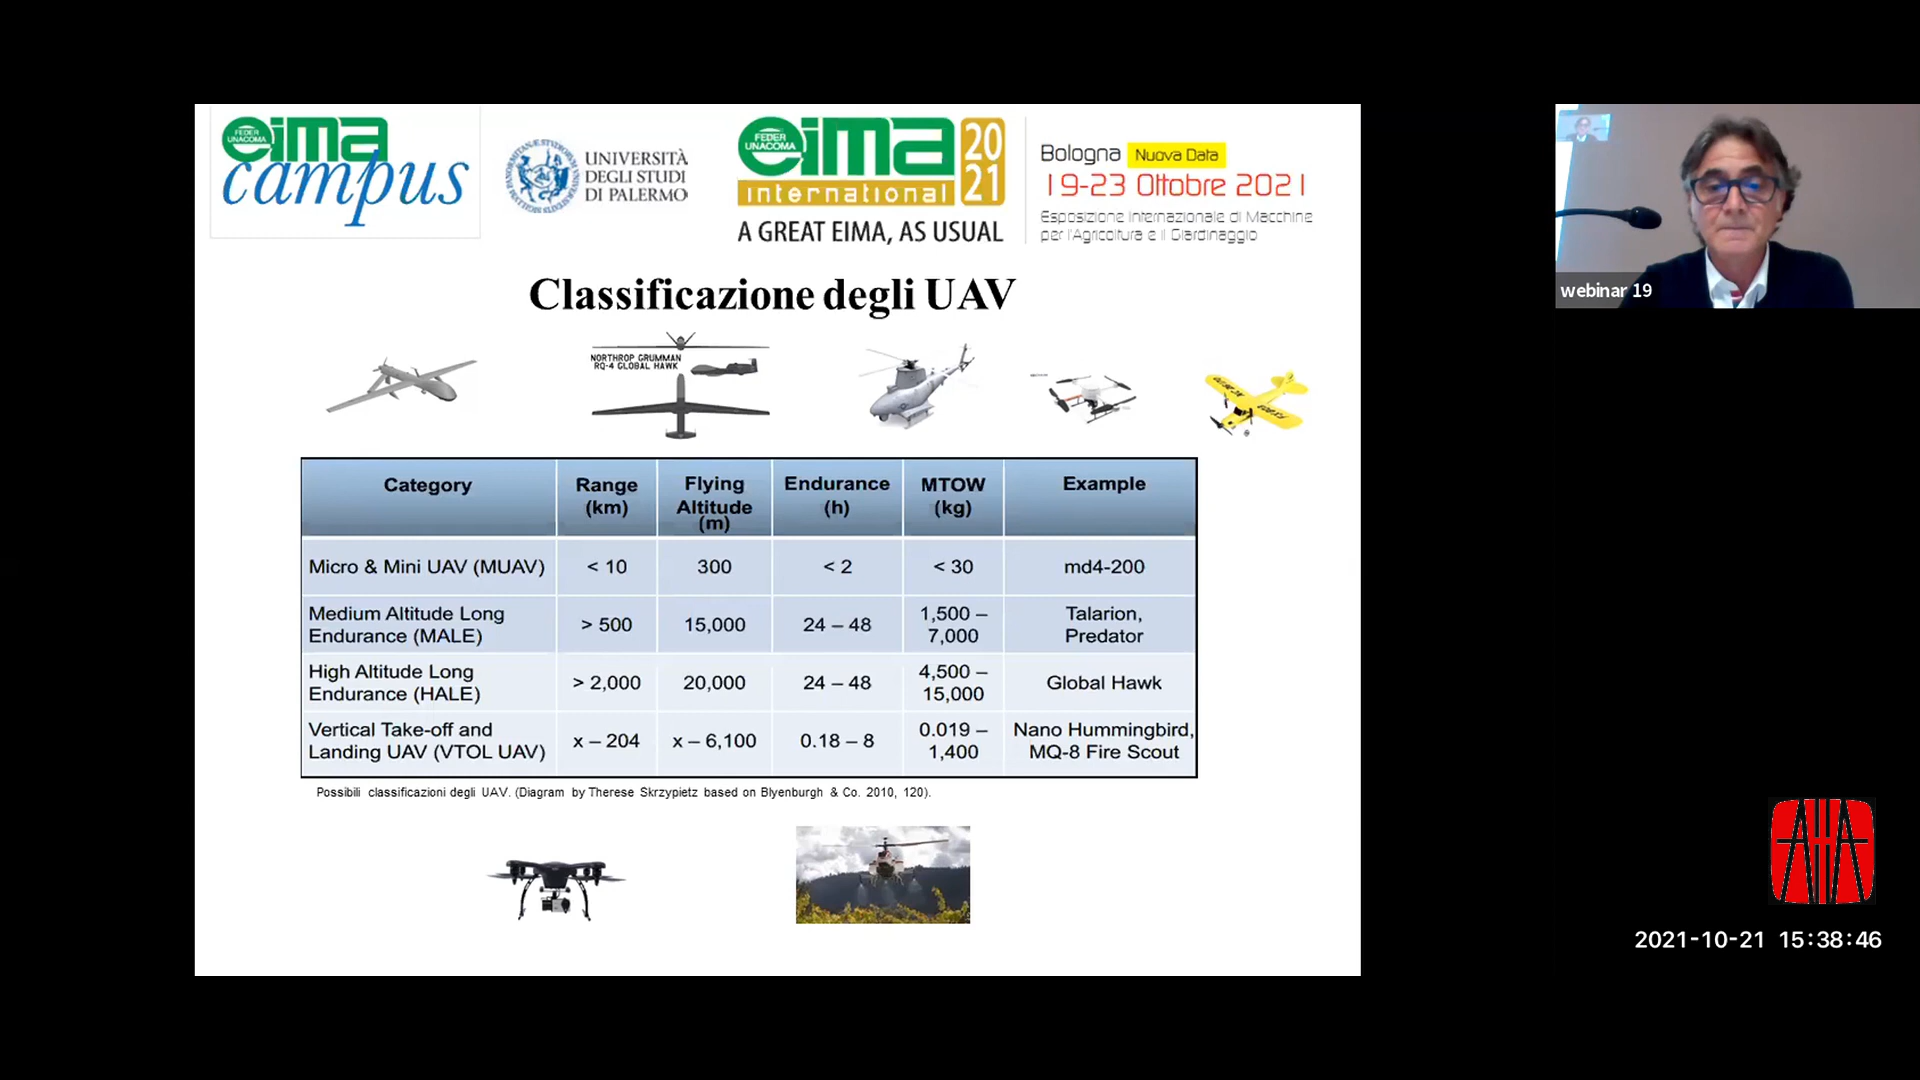 FEDER
UNACOMA
eima
campus
UNIVERSITÀ
DEGLI STUDI
DI PALERMO
FEDER
UNACOMA
eima
international
20
21
A GREAT EIMA, AS USUAL
Bologna Nuova Data
19-23 Ottobre 2021
Esposizione Internazionale di Macchine
per l'Agricoltura e il Giardinaggio
webinar 19
Classificazione degli UAV
NORTHROP GRUMMAN
RQ-4 GLOBAL HAWK
Category
Range
(km)
Flying
Altitude
(m)
Endurance
(h)
MTOW
(kg)
Example
Micro & Mini UAV (MUAV)
< 10
300
< 2
< 30
md4-200
Medium Altitude Long
Endurance (MALE)
> 500
15,000
24 – 48
1,500 –
7,000
Talarion,
Predator
High Altitude Long
Endurance (HALE)
> 2,000
20,000
24 – 48
4,500 –
15,000
Global Hawk
Vertical Take-off and
Landing UAV (VTOL UAV)
x – 204
x – 6,100
0.18 – 8
0.019 –
1,400
Nano Hummingbird,
MQ-8 Fire Scout
Possibili classificazioni degli UAV. (Diagram by Therese Skrzypietz based on Blyenburgh & Co. 2010, 120).
2021-10-21 15:38:46